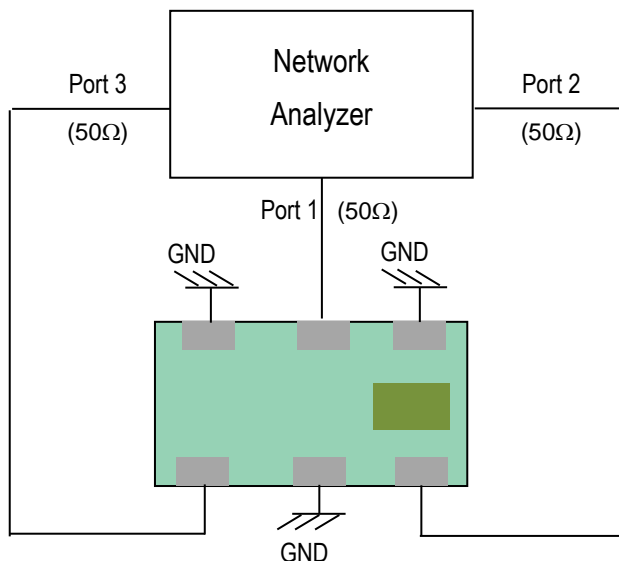 Network
Analyzer
Port 3
(50Ω)
Port 2
(50Ω)
Port 1 (50Ω)
GND
GND
GND